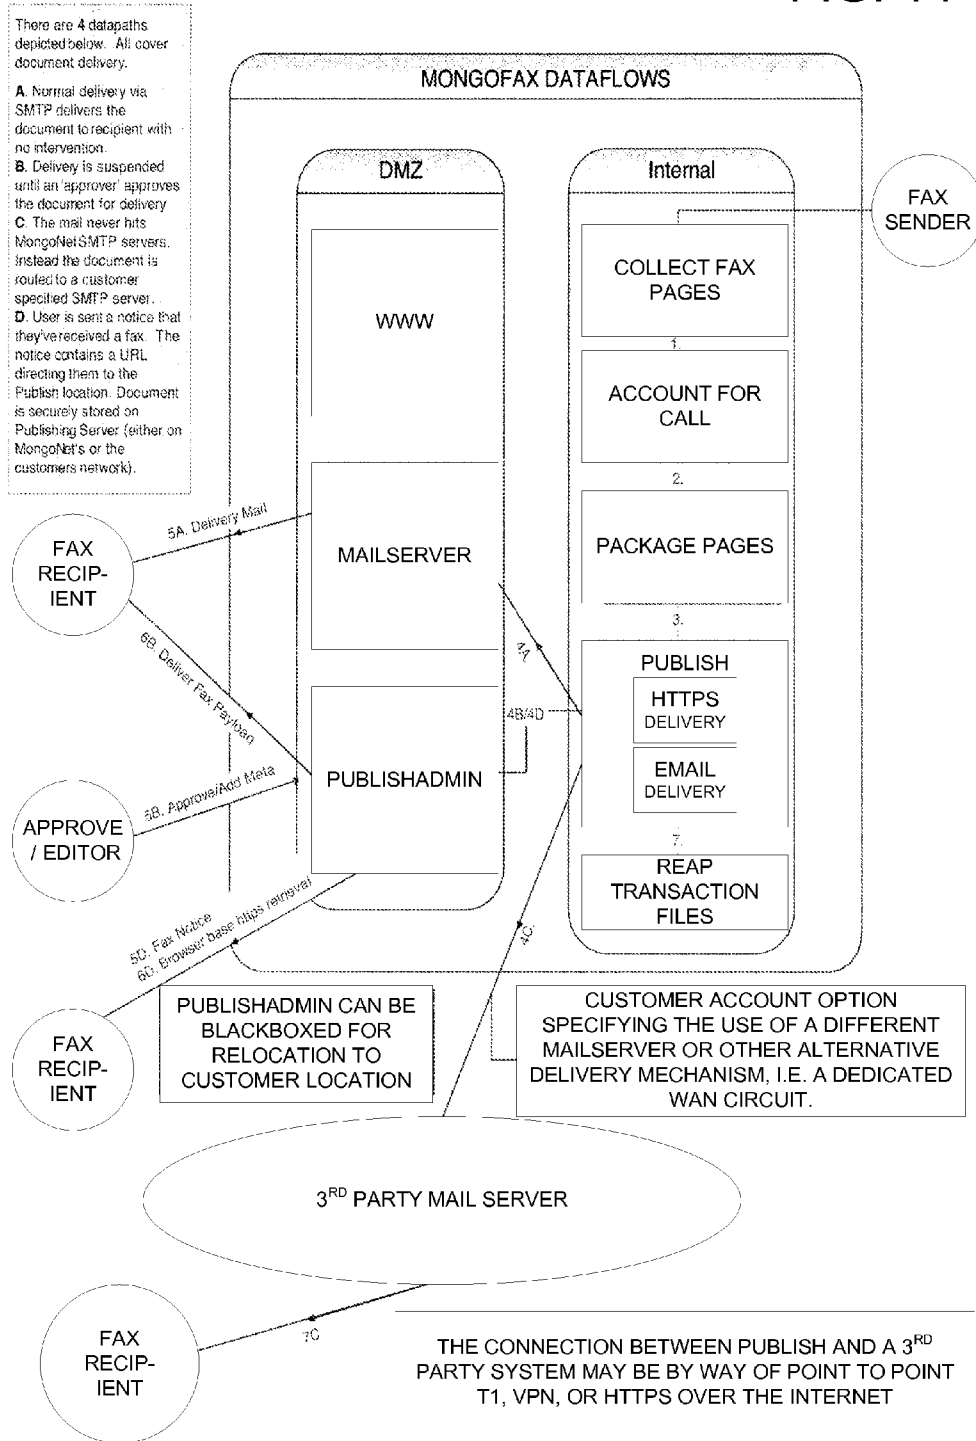 There are 4 datapaths
depicted below. All cover
document delivery.
A. Normal delivery via
SMTP delivers the
document to recipient with
no intervention.
B. Delivery is suspended
until an 'approver' approves
the document for delivery
C. The mail never hits
MongoNet SMTP servers.
Instead the document is
routed to a customer
specified SMTP server.
D. User is sent a notice that
they've received a fax. The
notice contains a URL
directing them to the
Publish location. Document
is securely stored on
Publishing Server (either on
MongoNet's or the
customers network).
MONGOFAX DATAFLOWS
DMZ
Internal
FAX
SENDER
COLLECT FAX
PAGES
WWW
1.
ACCOUNT FOR
CALL
2.
5A. Delivery Mail
FAX
RECIP-
IENT
MAILSERVER
PACKAGE PAGES
3.
4A.
6B. Deliver Fax Payload
PUBLISH
HTTPS
DELIVERY
4B/4D
EMAIL
DELIVERY
PUBLISHADMIN
5B. Approve/Add Meta
APPROVE
/ EDITOR
7.
REAP
TRANSACTION
FILES
4C.
5D. Fax Notice
6D. Browser base https retrieval
FAX
RECIP-
IENT
PUBLISHADMIN CAN BE
BLACKBOXED FOR
RELOCATION TO
CUSTOMER LOCATION
CUSTOMER ACCOUNT OPTION
SPECIFYING THE USE OF A DIFFERENT
MAILSERVER OR OTHER ALTERNATIVE
DELIVERY MECHANISM, I.E. A DEDICATED
WAN CIRCUIT.
3RD PARTY MAIL SERVER
7C
FAX
RECIP-
IENT
THE CONNECTION BETWEEN PUBLISH AND A 3RD
PARTY SYSTEM MAY BE BY WAY OF POINT TO POINT
T1, VPN, OR HTTPS OVER THE INTERNET